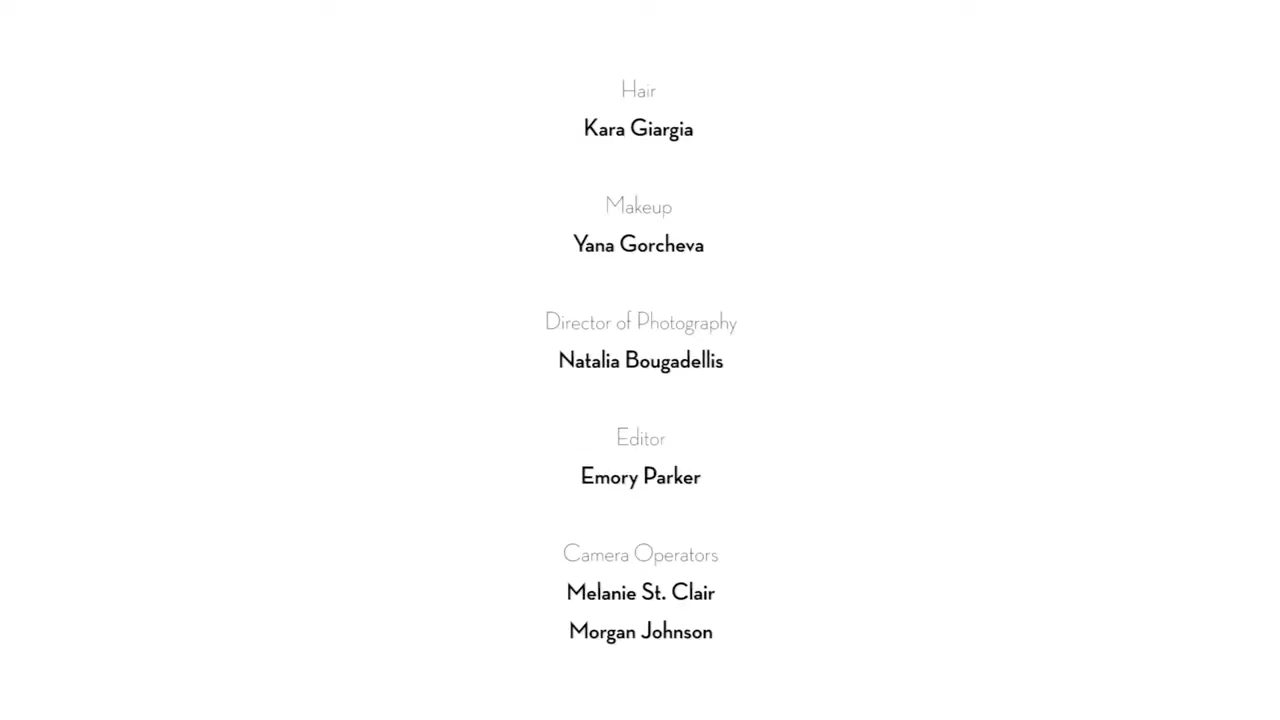 Hair
Kara Giargia
Makeup
Yana Gorcheva
Director of Photography
Natalia Bougadellis
Editor
Emory Parker
Camera Operators
Melanie St. Clair
Morgan Johnson